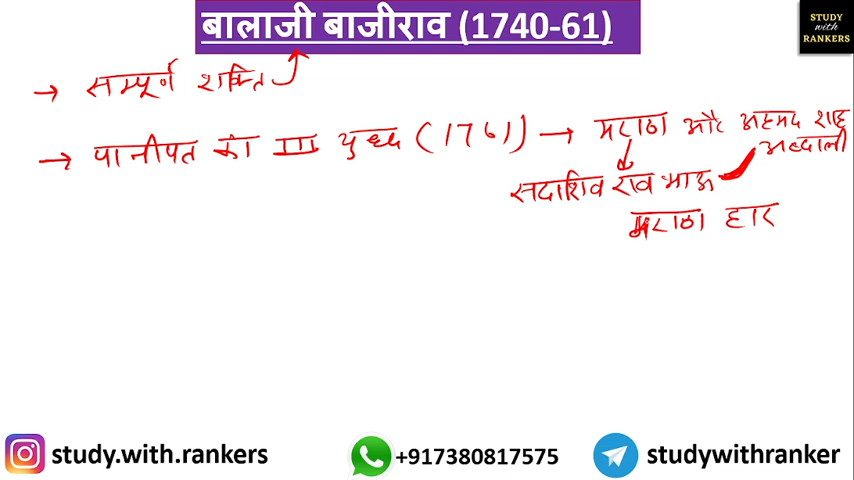 बालाजी बाजीराव (1740-61)
STUDY
with
RANKERS
→ सम्पूर्ण शक्ति
→ पानीपत का III युध्द (1761) → मराठा और अहमद शाह
अब्दाली
सदाशिव राव भाऊ
मराठा हार
study.with.rankers
+917380817575
studywithranker